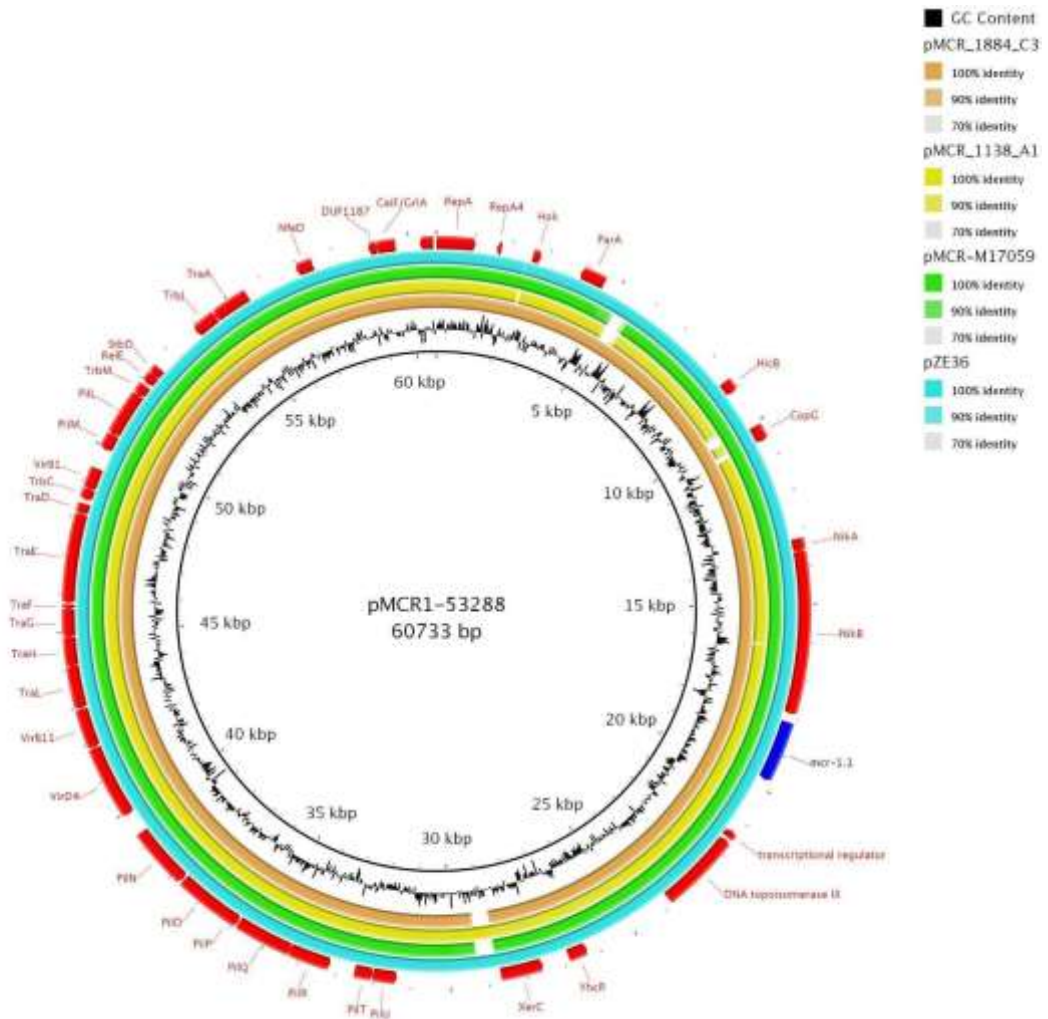 GC Content
pMCR_1884_C3
100% identity
90% identity
70% identity
pMCR_1138_A1
100% identity
90% identity
70% identity
pMCR-M17059
100% identity
90% identity
70% identity
pZE36
100% identity
90% identity
70% identity
RepA
RepA4
Hok
ParA
HicB
CopG
NikA
NikB
mcr-1.1
transcriptional regulator
DNA topoisomerase III
YhcR
XerC
PilU
PilT
PilR
PilQ
PilP
PilO
PilN
VirD4
VirB11
TraL
TraH
TraG
TraF
TraE
TraD
TrbC
VirB1
PilM
PilL
TrbM
RelE
StbD
TrbJ
TraA
NMD
DUF1187
60 kbp
5 kbp
10 kbp
15 kbp
20 kbp
25 kbp
30 kbp
35 kbp
40 kbp
45 kbp
50 kbp
55 kbp
pMCR1-53288
60733 bp